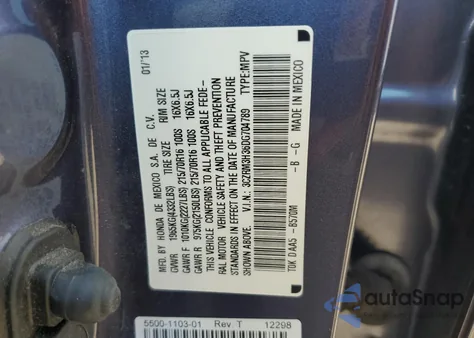 MFD. BY HONDA DE MEXICO S.A. DE C.V. 01/'13
TIRE SIZE RIM SIZE
GVWR 1965KG(4332LBS)
GAWR F 1010KG(2227LBS) 215/70R16 100S 16X6.5J
GAWR R 975KG(2150LBS) 215/70R16 100S 16X6.5J
THIS VEHICLE CONFORMS TO ALL APPLICABLE FEDE-
RAL MOTOR VEHICLE SAFETY AND THEFT PREVENTION
STANDARDS IN EFFECT ON THE DATE OF MANUFACTURE
SHOWN ABOVE. V.I.N.: 3CZRM3H36DG704789 TYPE:MPV
T0K D AA5 -B570M -B -G MADE IN MEXICO
5500-1103-01 Rev T 12298
autoSnap